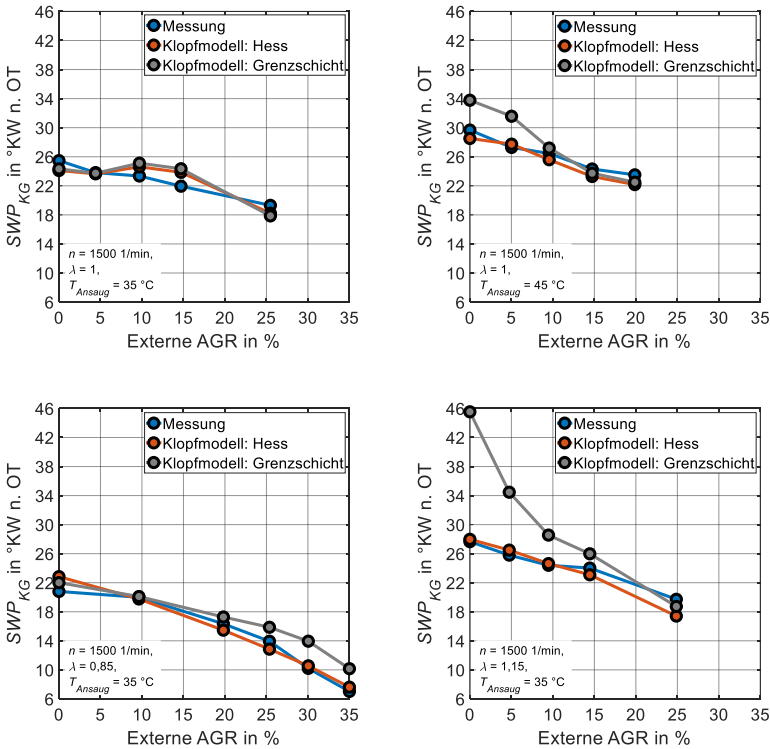 46
42
38
34
30
26
22
18
14
10
6
SWP_KG in °KW n. OT
Messung
Klopfmodell: Hess
Klopfmodell: Grenzschicht
n = 1500 1/min,
λ = 1,
T_Ansaug = 35 °C
0 5 10 15 20 25 30 35
Externe AGR in %
46
42
38
34
30
26
22
18
14
10
6
SWP_KG in °KW n. OT
Messung
Klopfmodell: Hess
Klopfmodell: Grenzschicht
n = 1500 1/min,
λ = 1,
T_Ansaug = 45 °C
0 5 10 15 20 25 30 35
Externe AGR in %
46
42
38
34
30
26
22
18
14
10
6
SWP_KG in °KW n. OT
Messung
Klopfmodell: Hess
Klopfmodell: Grenzschicht
n = 1500 1/min,
λ = 0,85,
T_Ansaug = 35 °C
0 5 10 15 20 25 30 35
Externe AGR in %
46
42
38
34
30
26
22
18
14
10
6
SWP_KG in °KW n. OT
Messung
Klopfmodell: Hess
Klopfmodell: Grenzschicht
n = 1500 1/min,
λ = 1,15,
T_Ansaug = 35 °C
0 5 10 15 20 25 30 35
Externe AGR in %